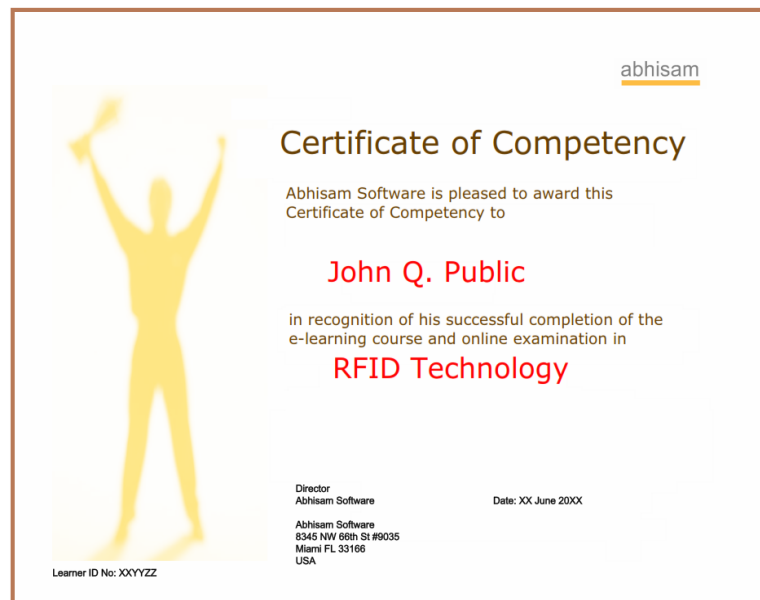 abhisam
Certificate of Competency
Abhisam Software is pleased to award this
Certificate of Competency to
John Q. Public
in recognition of his successful completion of the
e-learning course and online examination in
RFID Technology
Director
Abhisam Software
Date: XX June 20XX
Abhisam Software
8345 NW 66th St #9035
Miami FL 33166
USA
Learner ID No: XXYYZZ